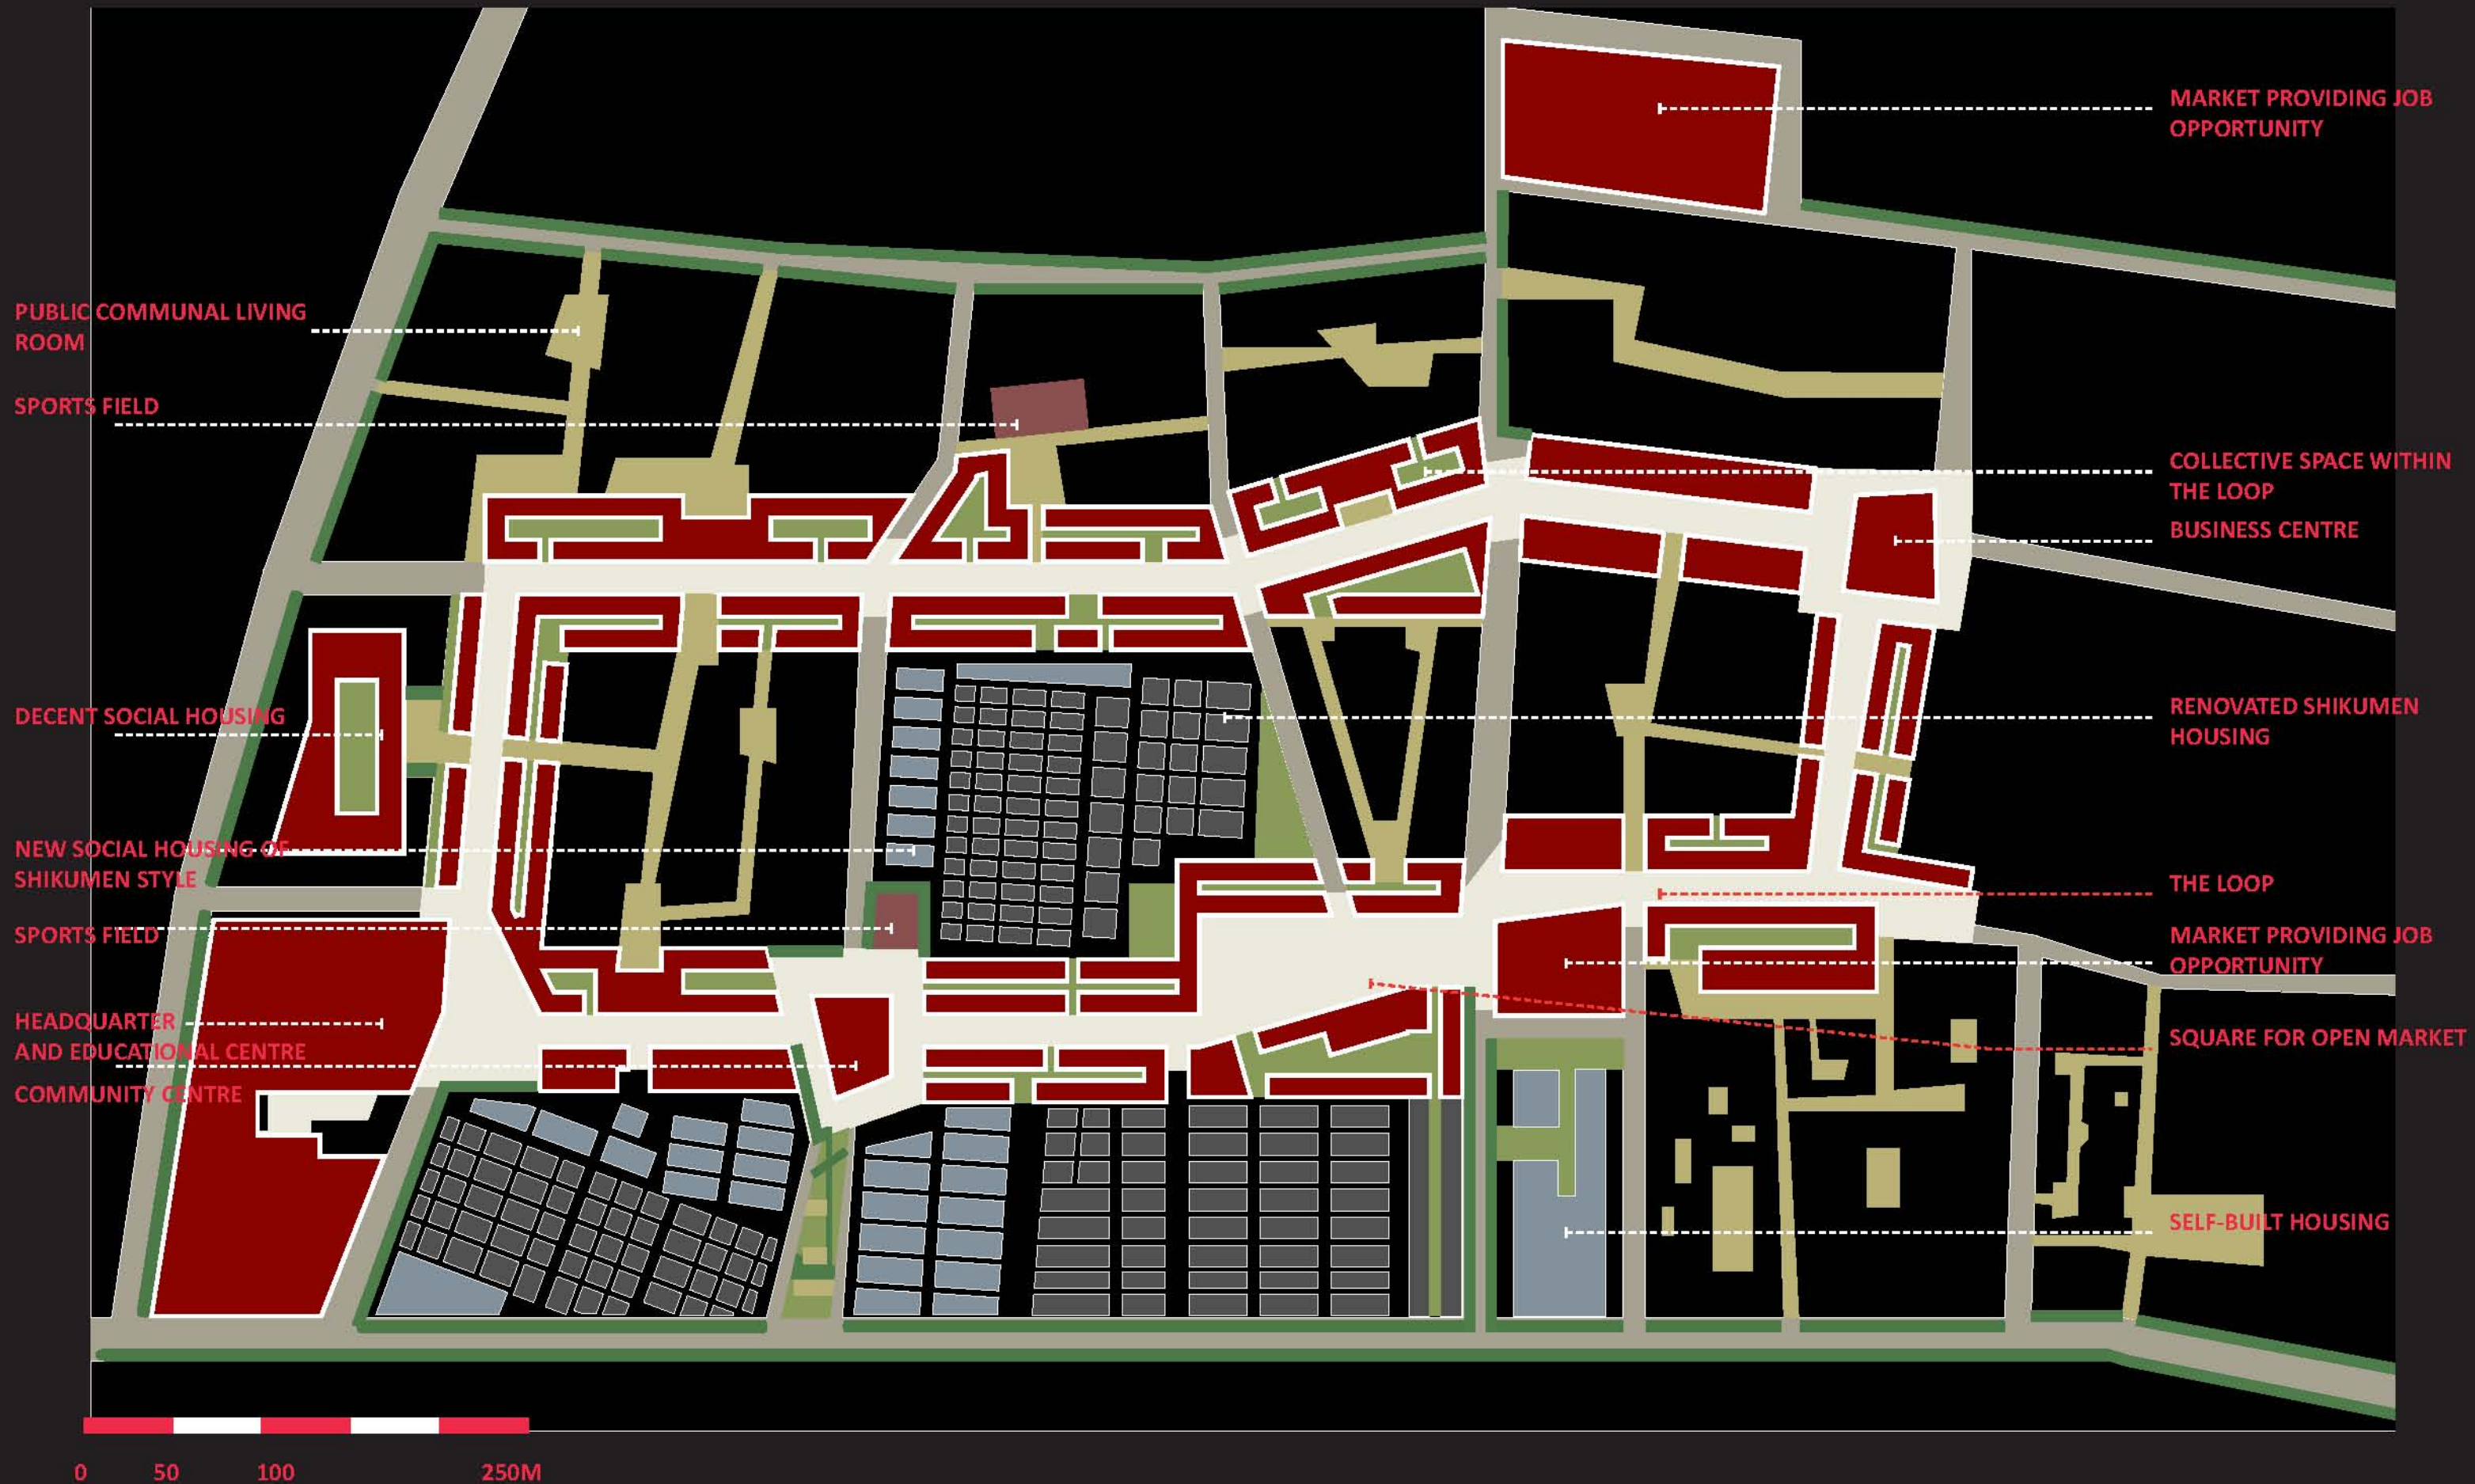 MARKET PROVIDING JOB
OPPORTUNITY
PUBLIC COMMUNAL LIVING
ROOM
SPORTS FIELD
COLLECTIVE SPACE WITHIN
THE LOOP
BUSINESS CENTRE
DECENT SOCIAL HOUSING
RENOVATED SHIKUMEN
HOUSING
NEW SOCIAL HOUSING OF
SHIKUMEN STYLE
THE LOOP
SPORTS FIELD
MARKET PROVIDING JOB
OPPORTUNITY
HEADQUARTER
AND EDUCATIONAL CENTRE
SQUARE FOR OPEN MARKET
COMMUNITY CENTRE
SELF-BUILT HOUSING
0 50 100 250M